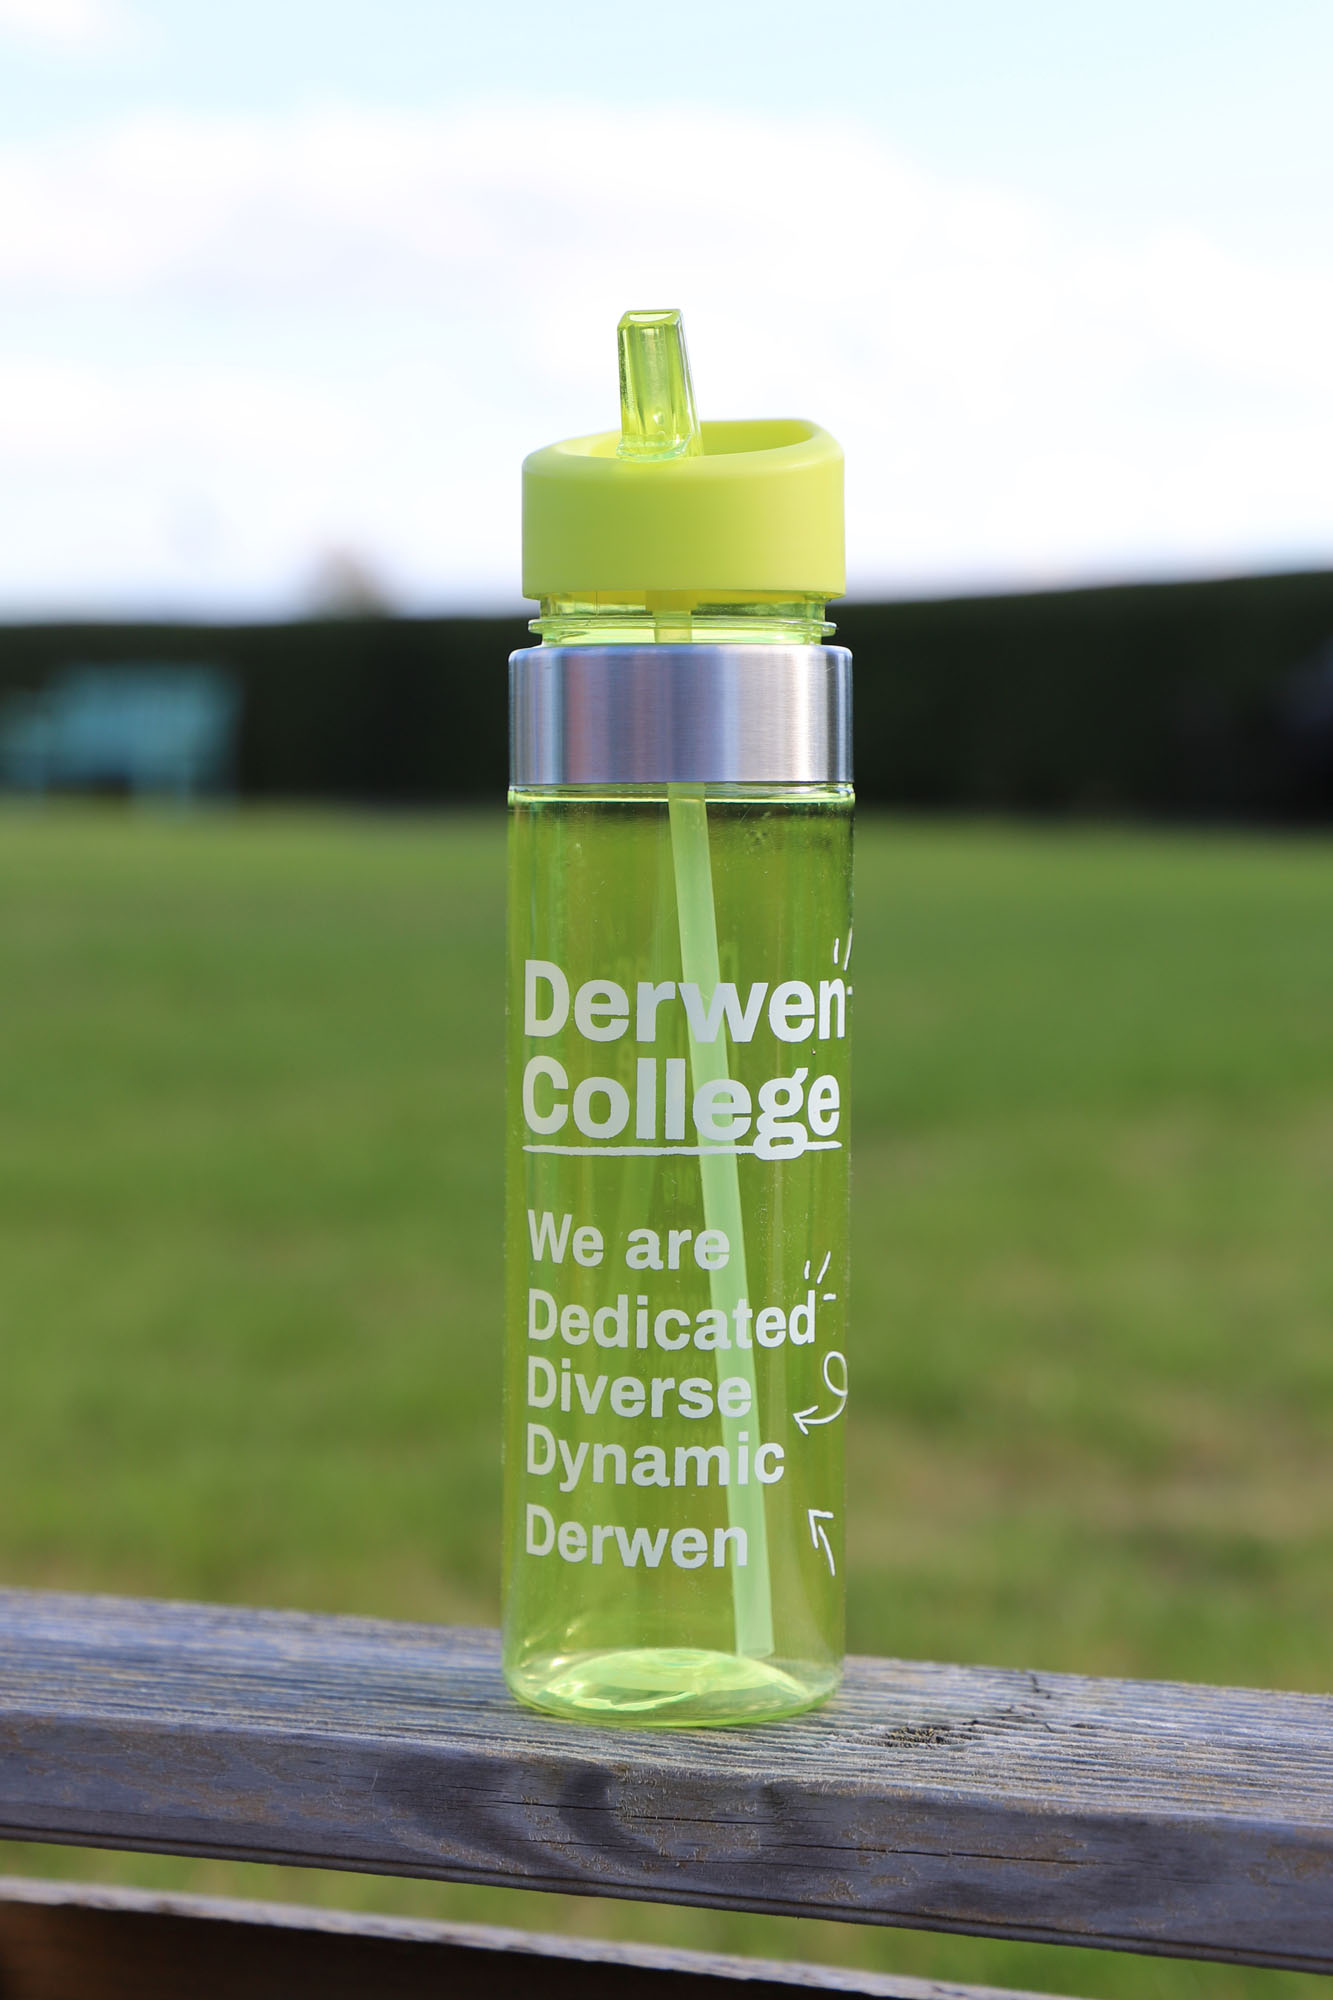 Derwen
College
We are
Dedicated
Diverse
Dynamic
Derwen